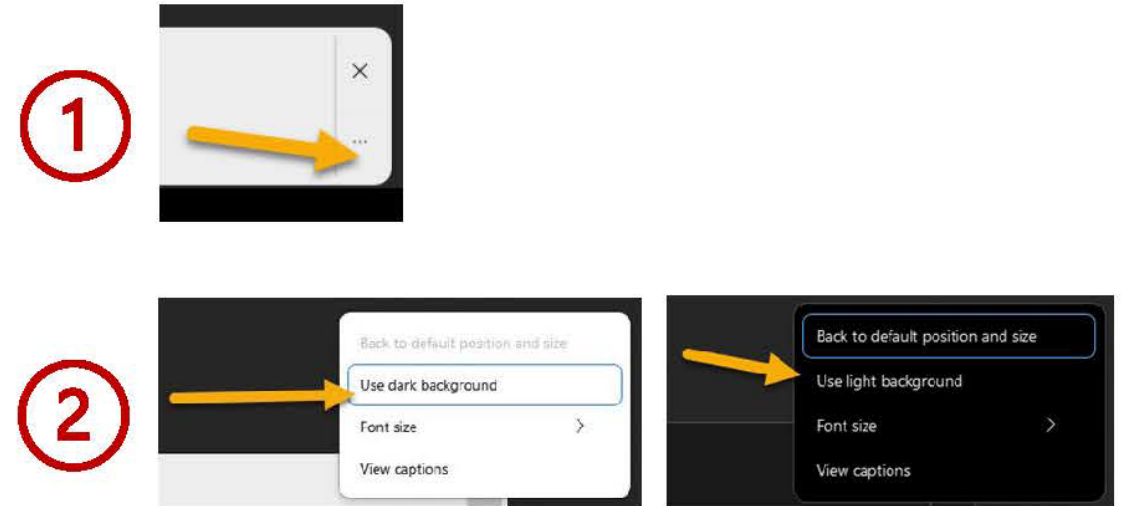 1
...
2
Back to default position and size
Use dark background
Font size
View captions
Back to default position and size
Use light background
Font size
View captions